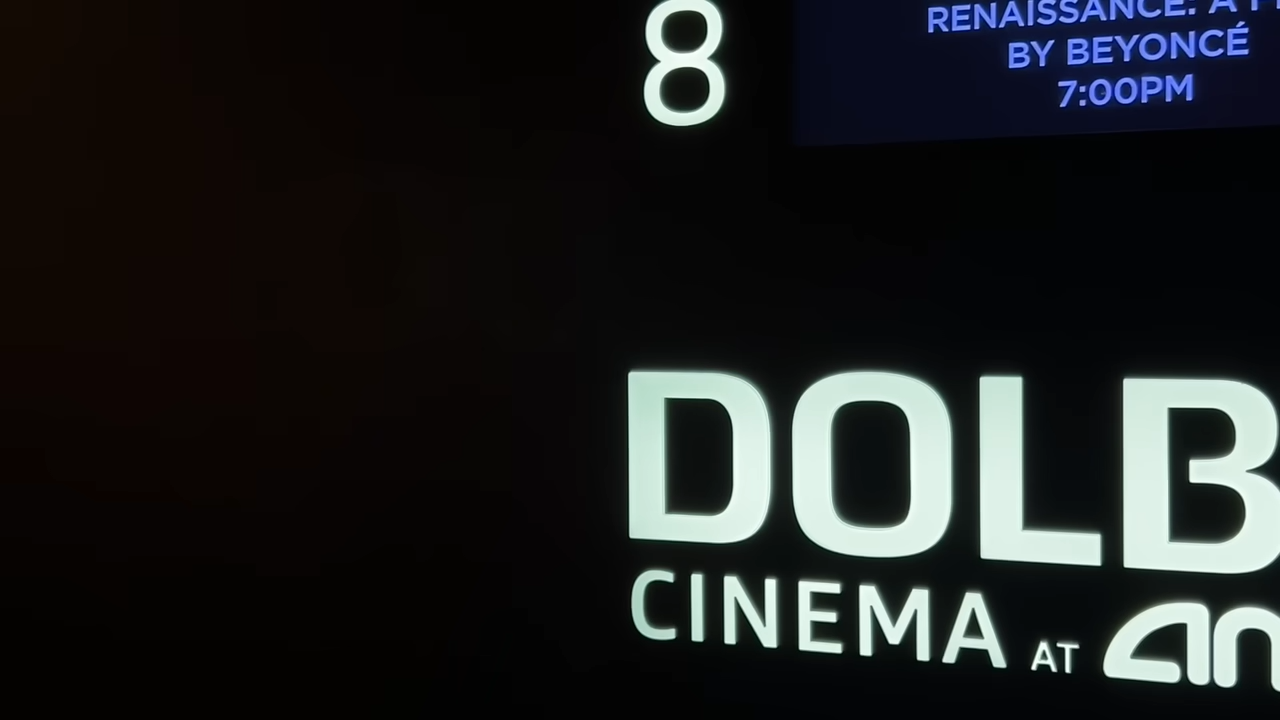 8
RENAISSANCE: A
BY BEYONCÉ
7:00PM
DOLB
CINEMA AT